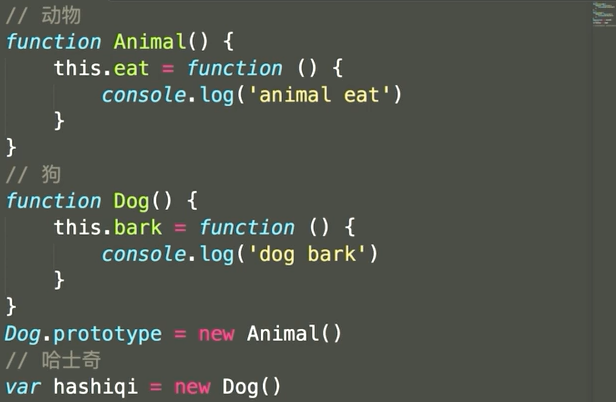 // 动物
function Animal() {
    this.eat = function () {
        console.log('animal eat')
    }
}
// 狗
function Dog() {
    this.bark = function () {
        console.log('dog bark')
    }
}
Dog.prototype = new Animal()
// 哈士奇
var hashiqi = new Dog()